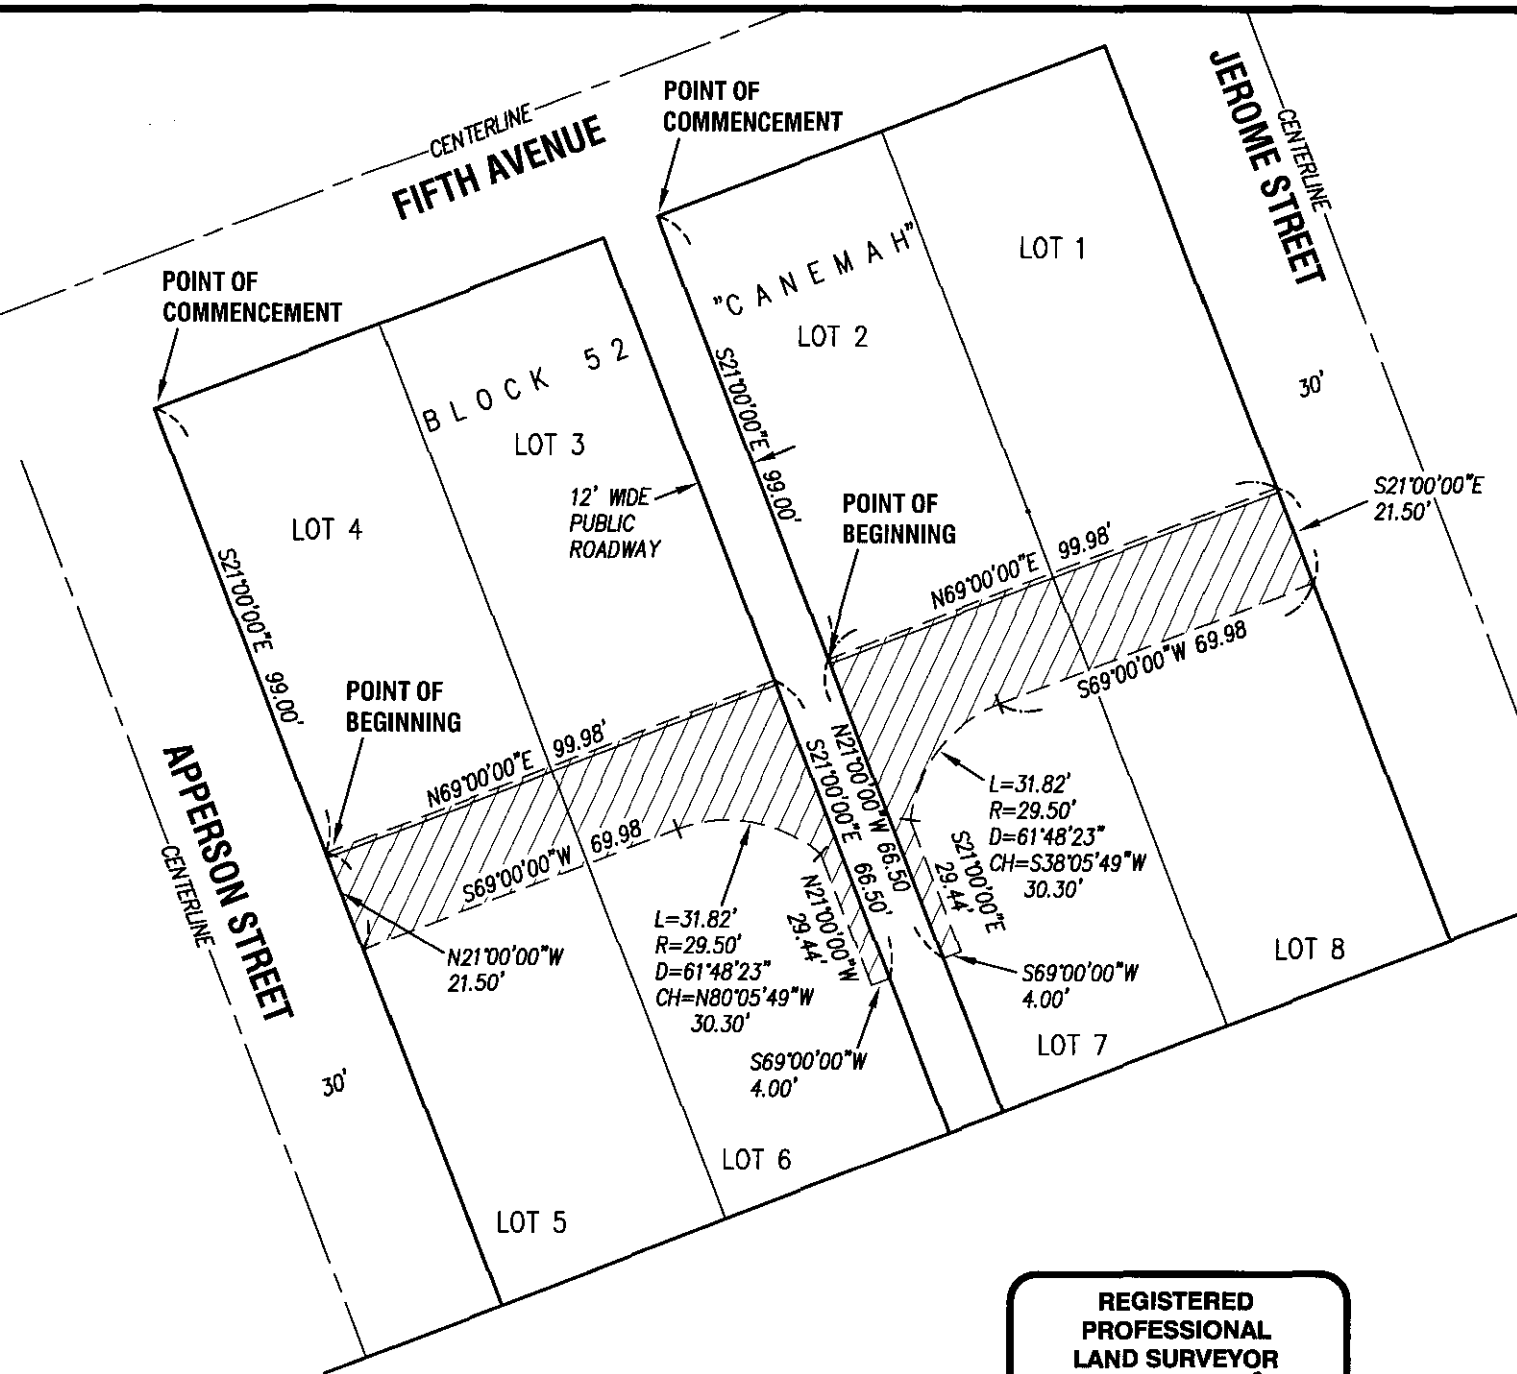 CENTERLINE
FIFTH AVENUE
POINT OF
COMMENCEMENT
JEROME STREET
CENTERLINE
POINT OF
COMMENCEMENT
"CANEMAH"
LOT 1
LOT 2
BLOCK 52
LOT 3
LOT 4
30'
S21°00'00"E 99.00'
12' WIDE
PUBLIC
ROADWAY
POINT OF
BEGINNING
S21°00'00"E
21.50'
S21°00'00"E 99.00'
N69°00'00"E 99.98'
POINT OF
BEGINNING
S69°00'00"W 69.98
N69°00'00"E 99.98'
APPERSON STREET
CENTERLINE
S69°00'00"W 69.98
S21°00'00"E 66.50'
N21°00'00"W 66.50
L=31.82'
R=29.50'
D=61°48'23"
CH=S38°05'49"W
30.30'
S21°00'00"E
29.44'
N21°00'00"W
29.44'
N21°00'00"W
21.50'
L=31.82'
R=29.50'
D=61°48'23"
CH=N80°05'49"W
30.30'
S69°00'00"W
4.00'
S69°00'00"W
4.00'
LOT 8
LOT 7
30'
LOT 6
LOT 5
REGISTERED
PROFESSIONAL
LAND SURVEYOR